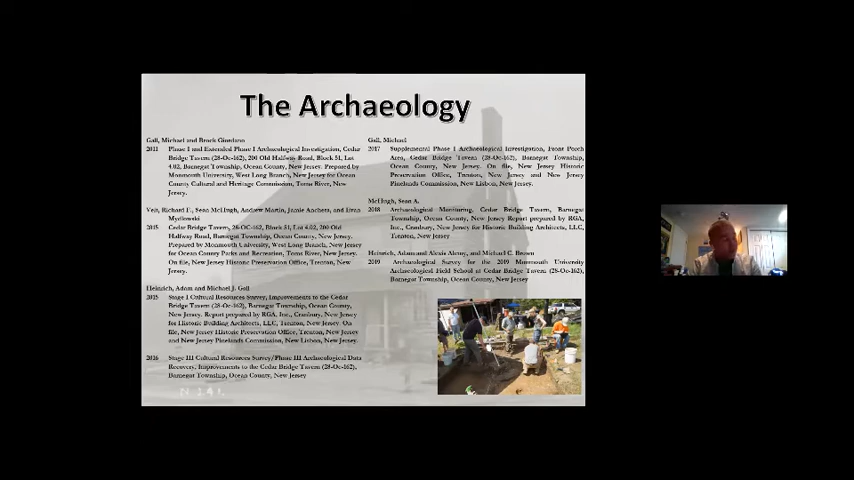 The Archaeology
Gall, Michael and Brock Giordano
2011 Phase I and Extended Phase I Archaeological Investigation, Cedar
Bridge Tavern (28-Oc-162), 200 Old Halfway Road, Block 51, Lot
4.02, Barnegat Township, Ocean County, New Jersey. Prepared by
Monmouth University, West Long Branch, New Jersey for Ocean
County Cultural and Heritage Commission, Toms River, New
Jersey.
Veit, Richard F., Sean McHugh, Andrew Martin, Jamie Ancheta, and Evan
Mydlowski
2015 Cedar Bridge Tavern, 28-OC-162, Block 51, Lot 4.02, 200 Old
Halfway Road, Barnegat Township, Ocean County, New Jersey.
Prepared by Monmouth University, West Long Branch, New Jersey
for Ocean County Parks and Recreation, Toms River, New Jersey.
On file, New Jersey Historic Preservation Office, Trenton, New
Jersey.
Heinrich, Adam and Michael J. Gall
2015 Stage I Cultural Resources Survey, Improvements to the Cedar
Bridge Tavern (28-Oc-162), Barnegat Township, Ocean County, New
Jersey. Report prepared by RGA, Inc., Cranbury, New Jersey
for Historic Building Architects, LLC, Trenton, New Jersey. On
file, New Jersey Historic Preservation Office, Trenton, New Jersey
and New Jersey Pinelands Commission, New Lisbon, New Jersey.
2016 Stage III Cultural Resources Survey/Phase III Archaeological Data
Recovery, Improvements to the Cedar Bridge Tavern (28-Oc-162),
Barnegat Township, Ocean County, New Jersey
Gall, Michael
2017 Supplemental Phase I Archaeological Investigation, Front Porch
Area, Cedar Bridge Tavern (28-Oc-162), Barnegat Township,
Ocean County, New Jersey. On file, New Jersey Historic
Preservation Office, Trenton, New Jersey and New Jersey
Pinelands Commission, New Lisbon, New Jersey.
McHugh, Sean A.
2018 Archaeological Monitoring, Cedar Bridge Tavern, Barnegat
Township, Ocean County, New Jersey Report prepared by RGA,
Inc., Cranbury, New Jersey for Historic Building Architects, LLC,
Trenton, New Jersey
Heinrich, Adam and Alexis Alemy, and Michael C. Brown
2019 Archaeological Survey for the 2019 Monmouth University
Archaeological Field School at Cedar Bridge Tavern (28-Oc-162),
Barnegat Township, Ocean County, New Jersey